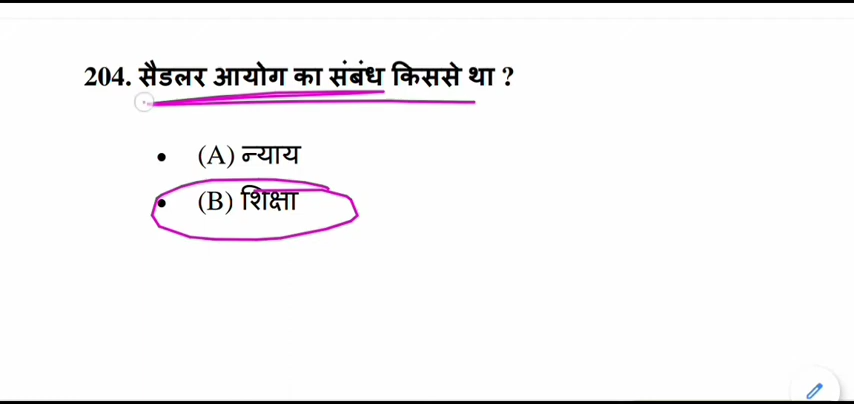 204. सैडलर आयोग का संबंध किससे था ?
• (A) न्याय
• (B) शिक्षा